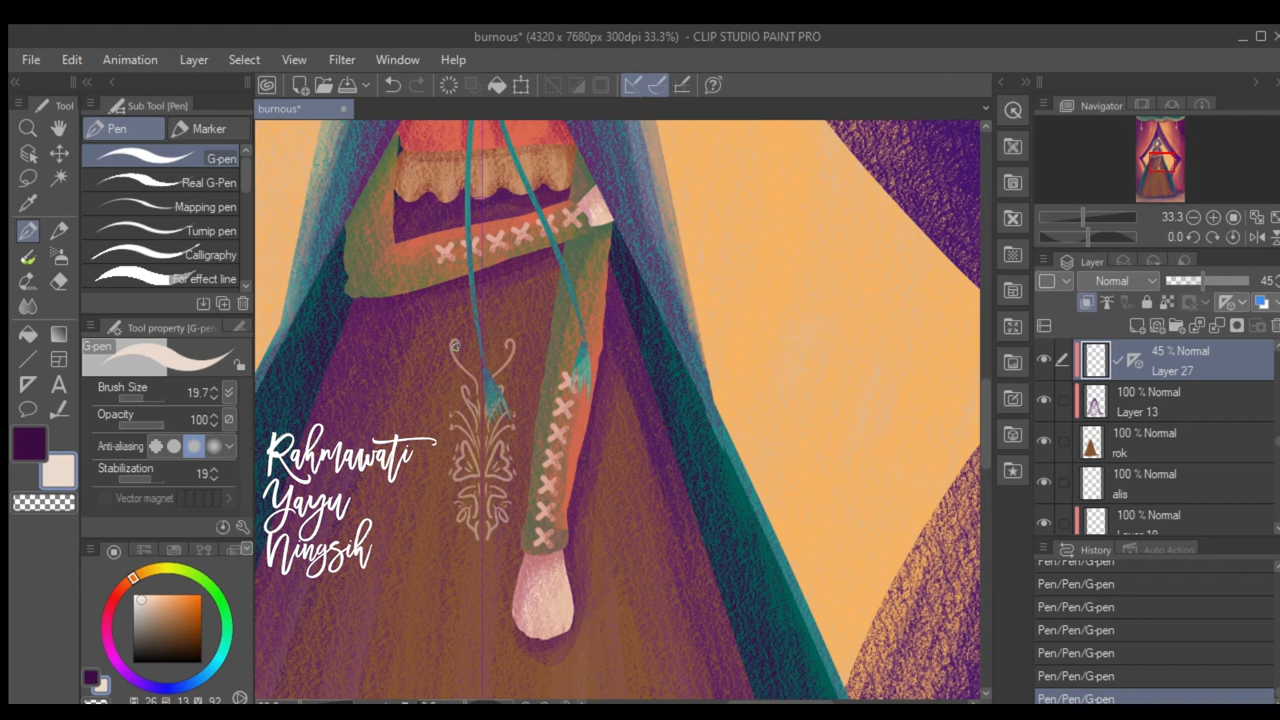 burnous* (4320 x 7680px 300dpi 33.3%) - CLIP STUDIO PAINT PRO
File Edit Animation Layer Select View Filter Window Help
Tool
Sub Tool [Pen]
burnous*
Navigator
Pen
Marker
G-pen
Real G-Pen
Mapping pen
Turnip pen
Calligraphy
For effect line
33.3
0.0
Layer
Normal
45
Tool property [G-pen
G-pen
Brush Size 19.7
Opacity 100
Anti-aliasing
Stabilization 19
Vector magnet
45 % Normal
Layer 27
100 % Normal
Layer 13
100 % Normal
rok
100 % Normal
alis
100 % Normal
History
Auto Action
Pen/Pen/G-pen
Pen/Pen/G-pen
Pen/Pen/G-pen
Pen/Pen/G-pen
Pen/Pen/G-pen
Pen/Pen/G-pen
Rahmawati
Yayu
Ningsih
26 13 92